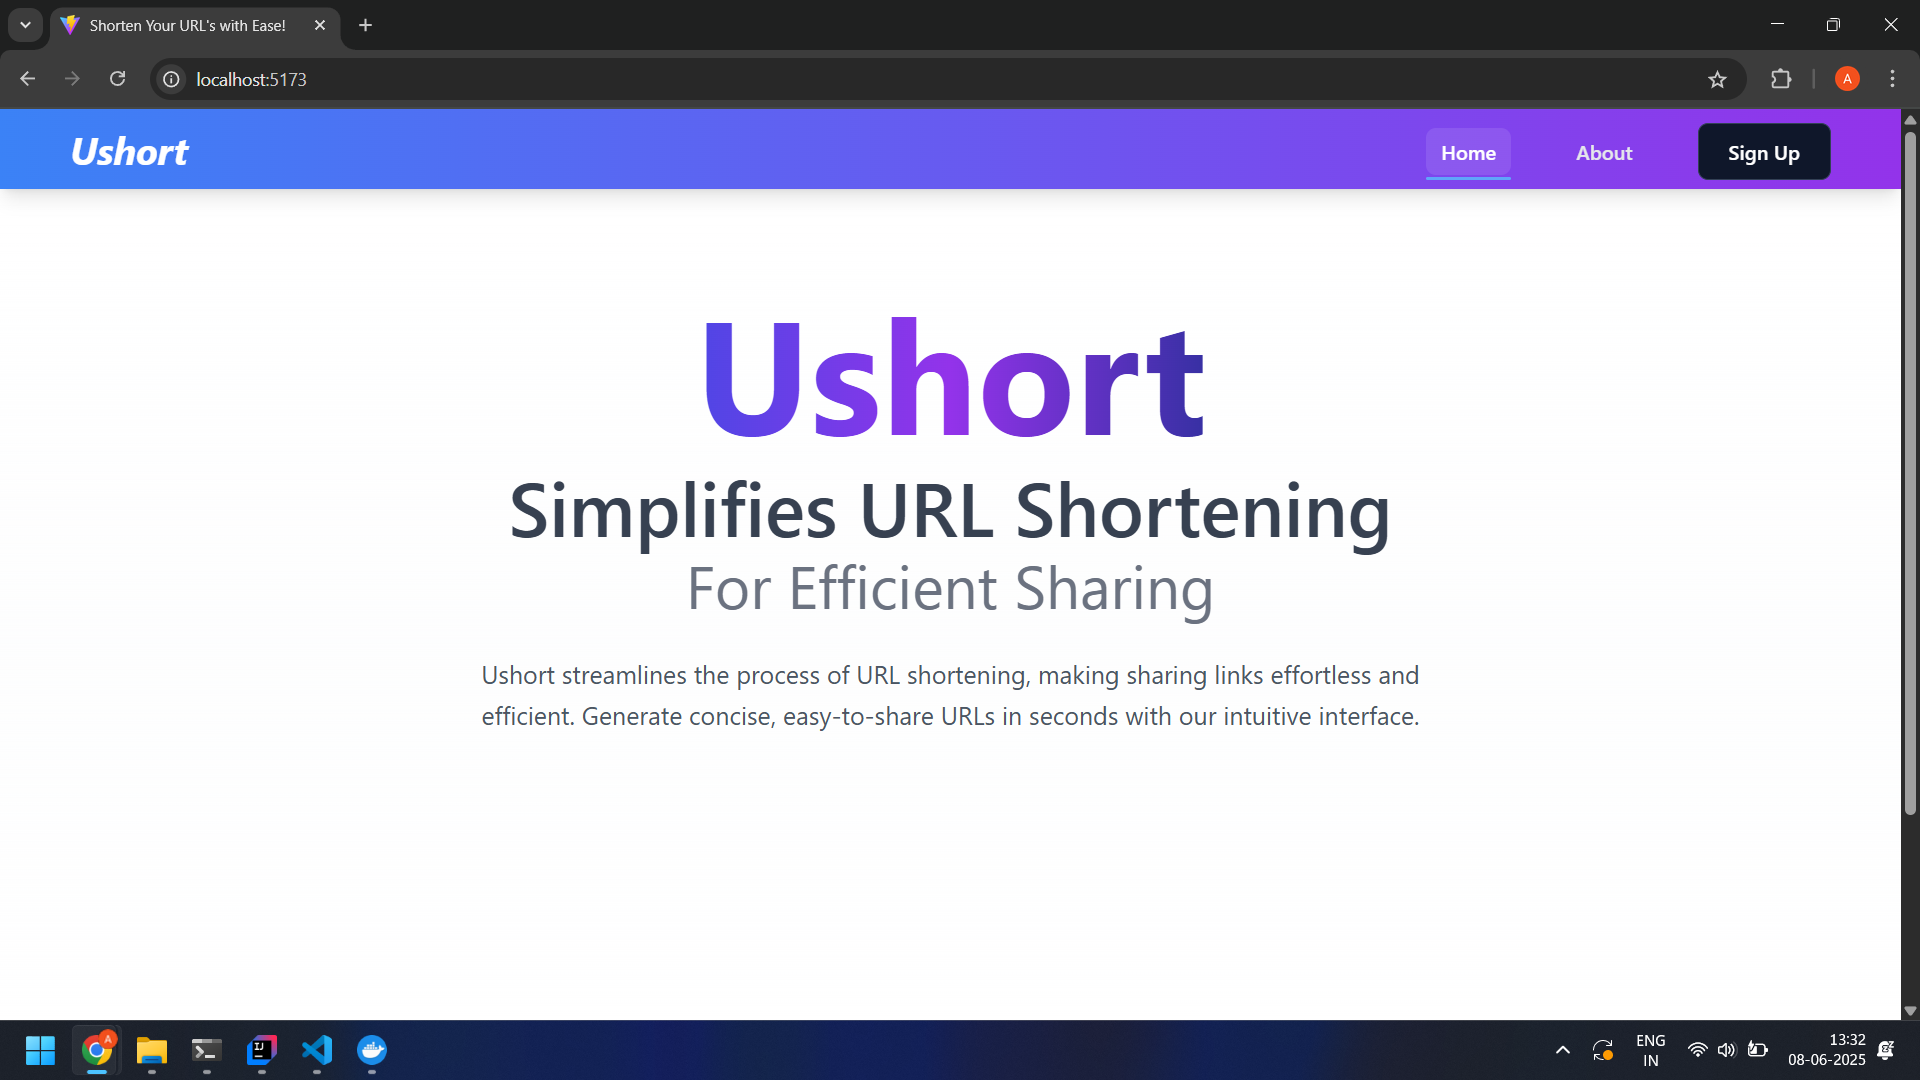 Shorten Your URL's with Ease!
localhost:5173
A
Ushort
Home
About
Sign Up
Ushort
Simplifies URL Shortening
For Efficient Sharing
Ushort streamlines the process of URL shortening, making sharing links effortless and
efficient. Generate concise, easy-to-share URLs in seconds with our intuitive interface.
A
IJ
ENG
IN
13:32
08-06-2025